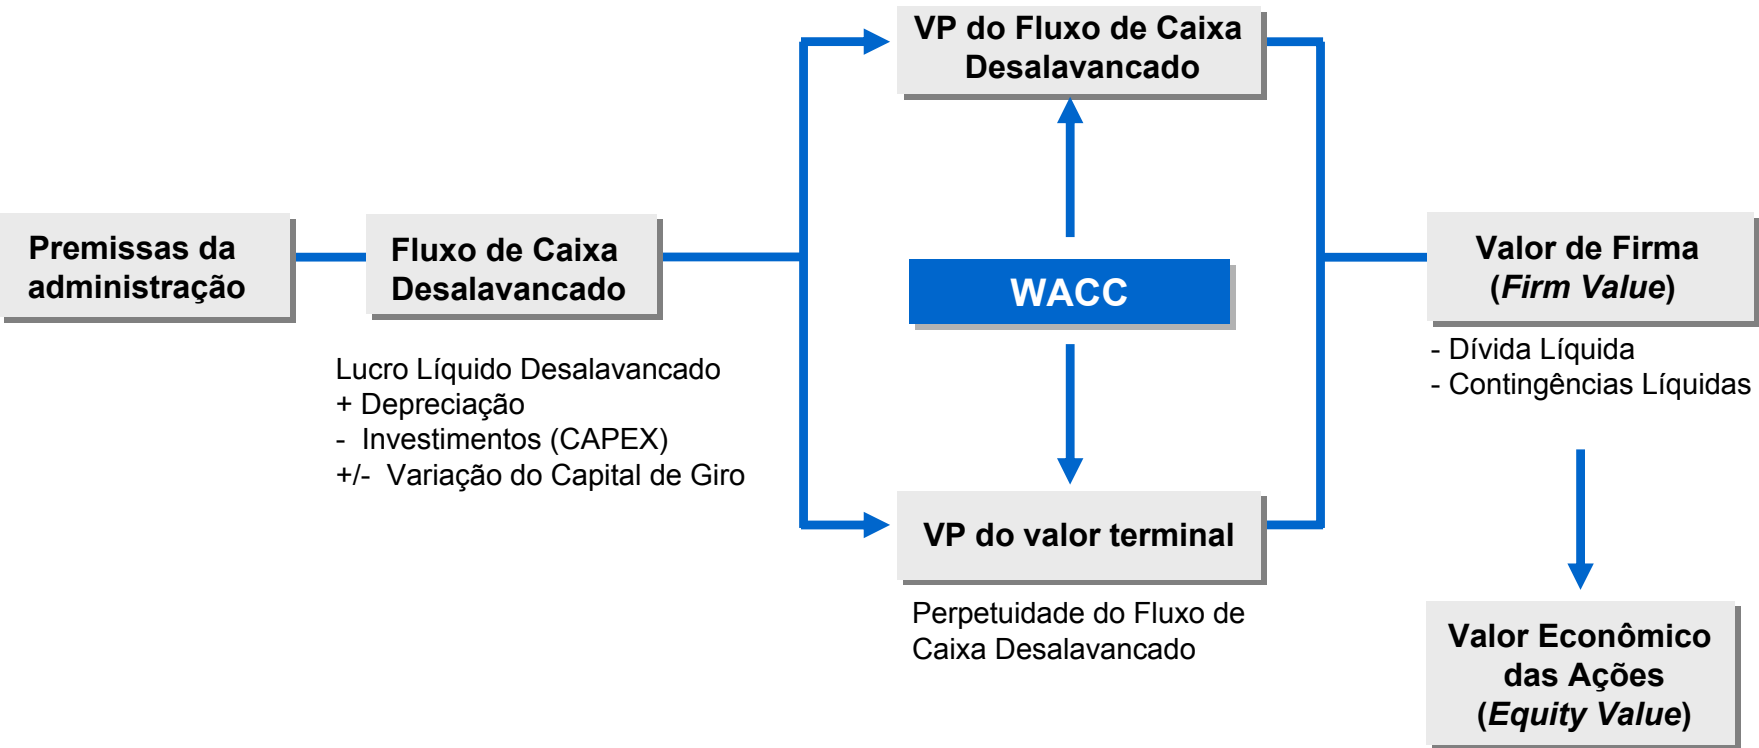 Premissas da
administração
Fluxo de Caixa
Desalavancado
Lucro Líquido Desalavancado
+ Depreciação
- Investimentos (CAPEX)
+/- Variação do Capital de Giro
VP do Fluxo de Caixa
Desalavancado
WACC
VP do valor terminal
Perpetuidade do Fluxo de
Caixa Desalavancado
Valor de Firma
(Firm Value)
- Dívida Líquida
- Contingências Líquidas
Valor Econômico
das Ações
(Equity Value)